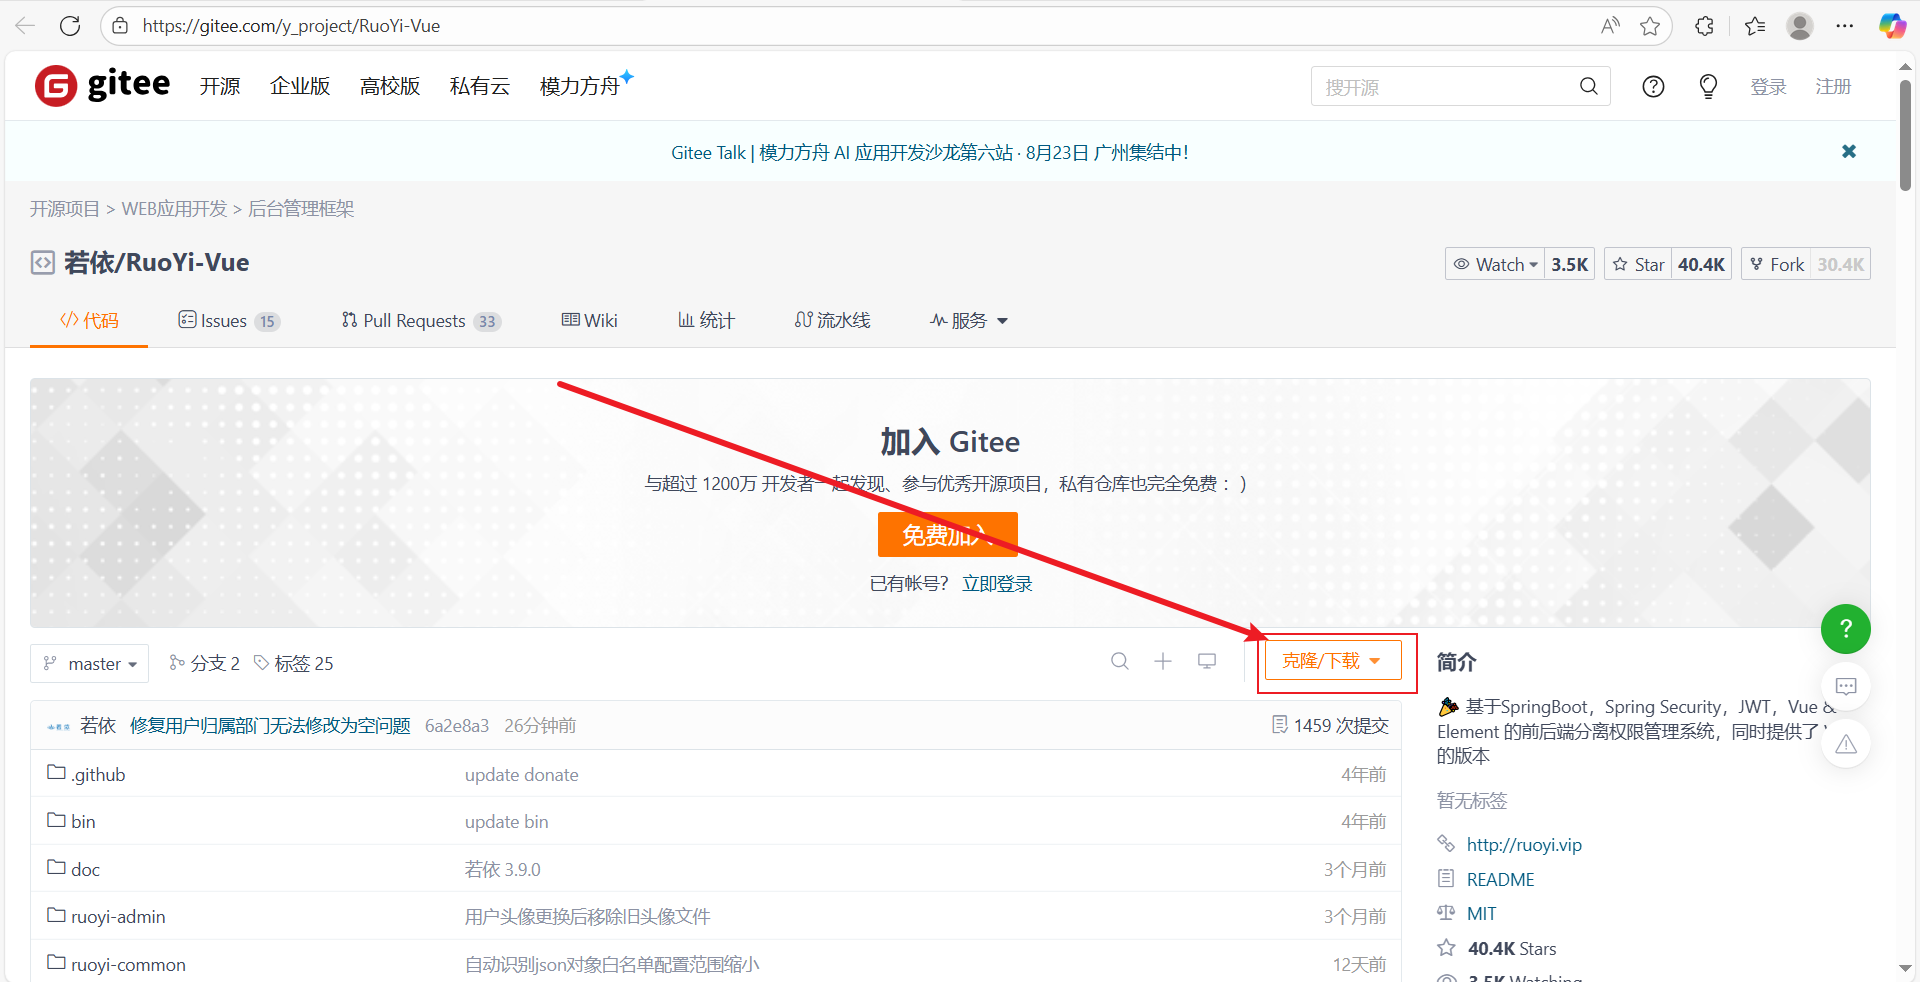 https://gitee.com/y_project/RuoYi-Vue
gitee 开源 企业版 高校版 私有云 模力方舟 搜开源 登录 注册
Gitee Talk | 模力方舟 AI 应用开发沙龙第六站 · 8月23日 广州集结中!
开源项目 > WEB应用开发 > 后台管理框架
若依/RuoYi-Vue Watch 3.5K Star 40.4K Fork 30.4K
代码 Issues 15 Pull Requests 33 Wiki 统计 流水线 服务
加入 Gitee
与超过 1200万 开发者一起发现、参与优秀开源项目，私有仓库也完全免费：）
免费加入
已有帐号？ 立即登录
master 分支 2 标签 25 克隆/下载
若依 修复用户归属部门无法修改为空问题 6a2e8a3 26分钟前 1459 次提交
.github update donate 4年前
bin update bin 4年前
doc 若依 3.9.0 3个月前
ruoyi-admin 用户头像更换后移除旧头像文件 3个月前
ruoyi-common 自动识别json对象白名单配置范围缩小 12天前
简介
基于SpringBoot，Spring Security，JWT，Vue &
Element 的前后端分离权限管理系统，同时提供了
的版本
暂无标签
http://ruoyi.vip
README
MIT
40.4K Stars
3.5K Watching